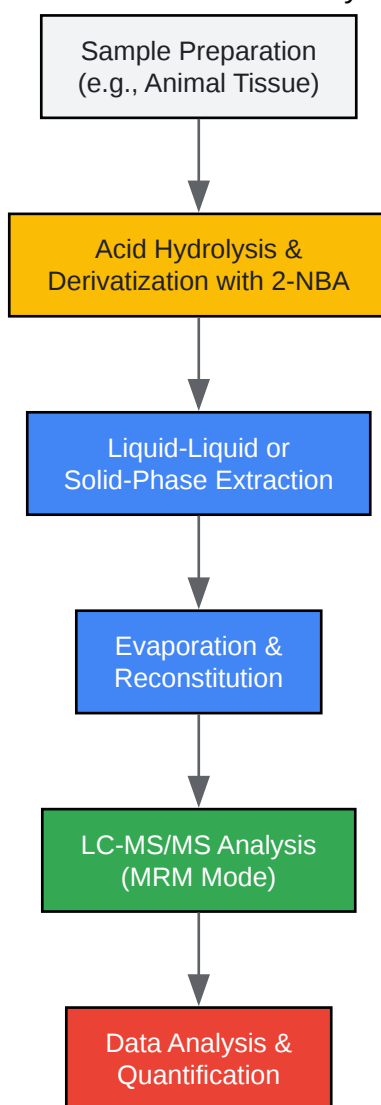 Sample Preparation
(e.g., Animal Tissue)
Acid Hydrolysis &
Derivatization with 2-NBA
Liquid-Liquid or
Solid-Phase Extraction
Evaporation &
Reconstitution
LC-MS/MS Analysis
(MRM Mode)
Data Analysis &
Quantification